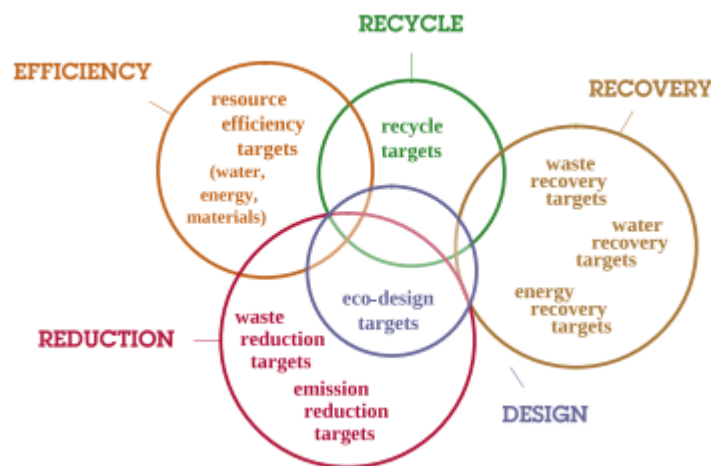 RECYCLE
EFFICIENCY
RECOVERY
resource
efficiency
targets
(water,
energy,
materials)
recycle
targets
waste
recovery
targets
water
recovery
targets
energy
recovery
targets
eco-design
targets
REDUCTION
waste
reduction
targets
emission
reduction
targets
DESIGN